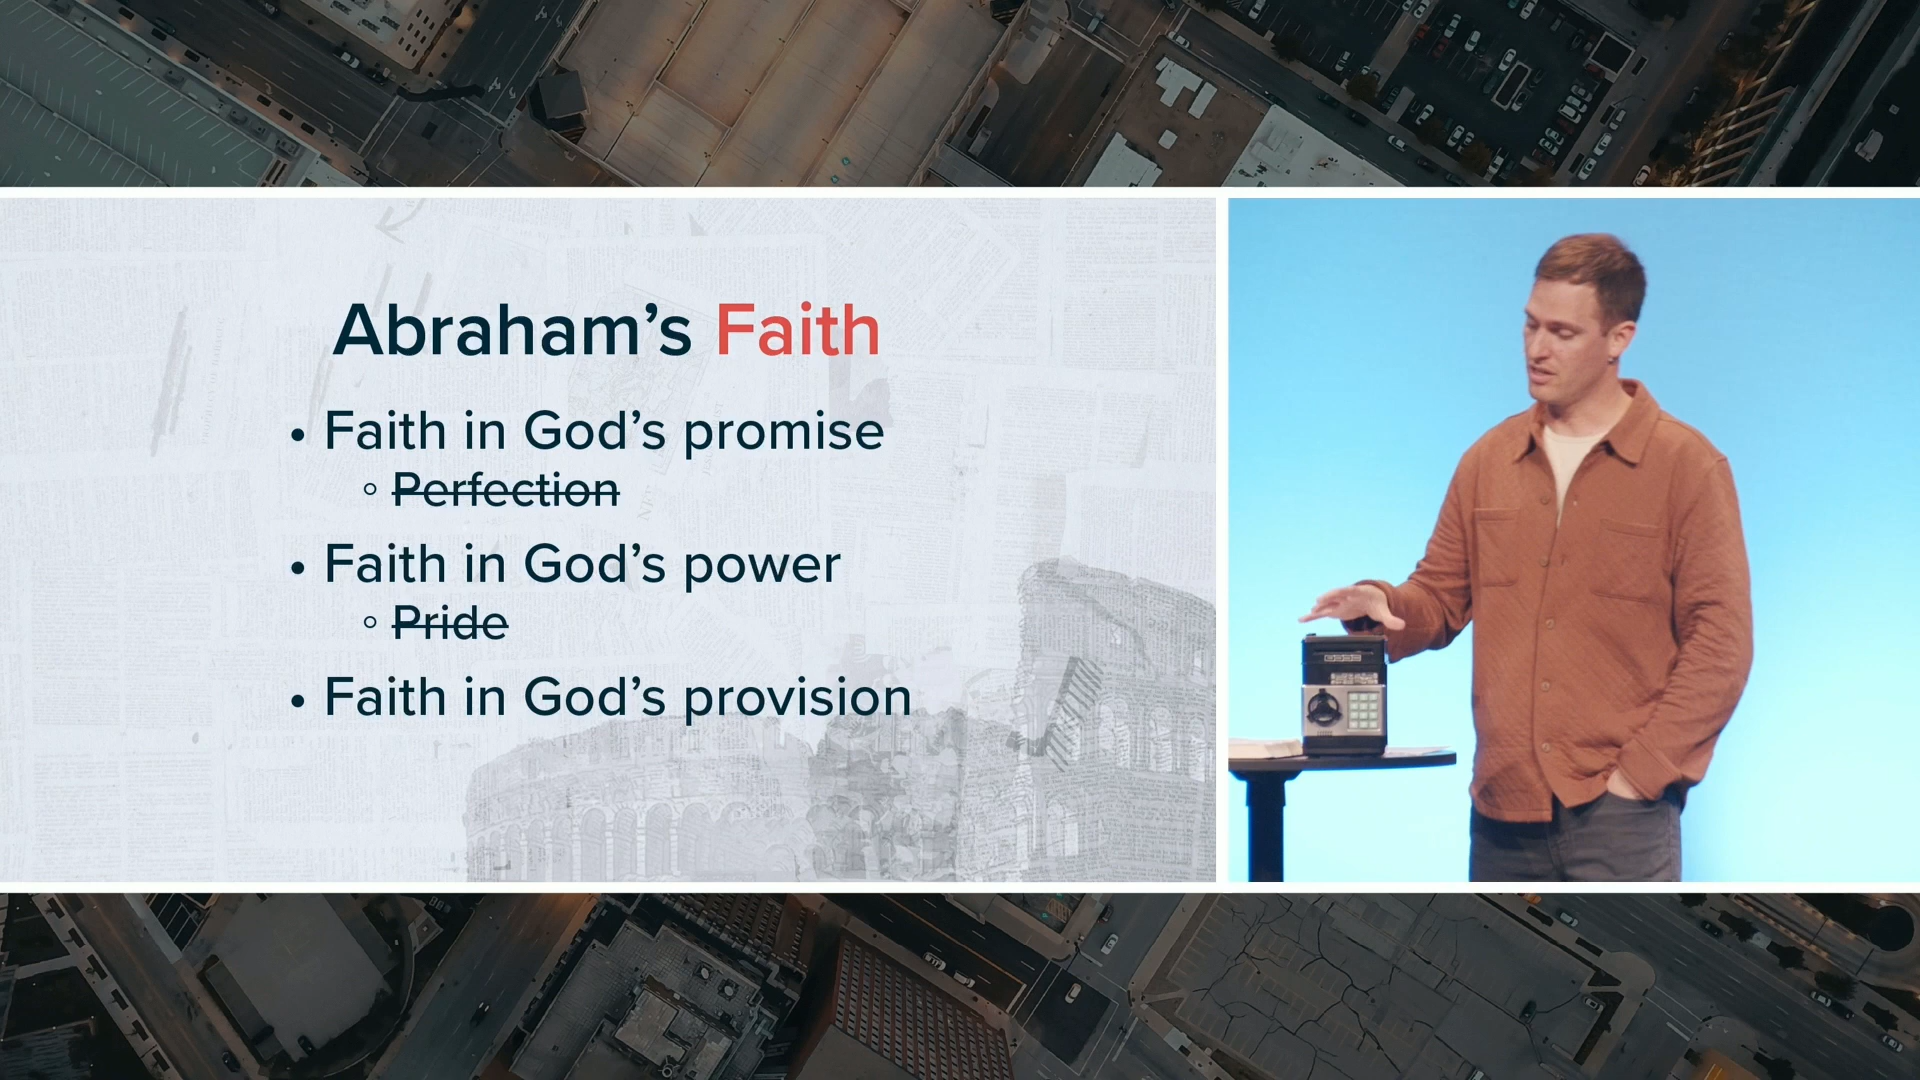 Abraham’s Faith
• Faith in God’s promise
◦ Perfection
• Faith in God’s power
◦ Pride
• Faith in God’s provision